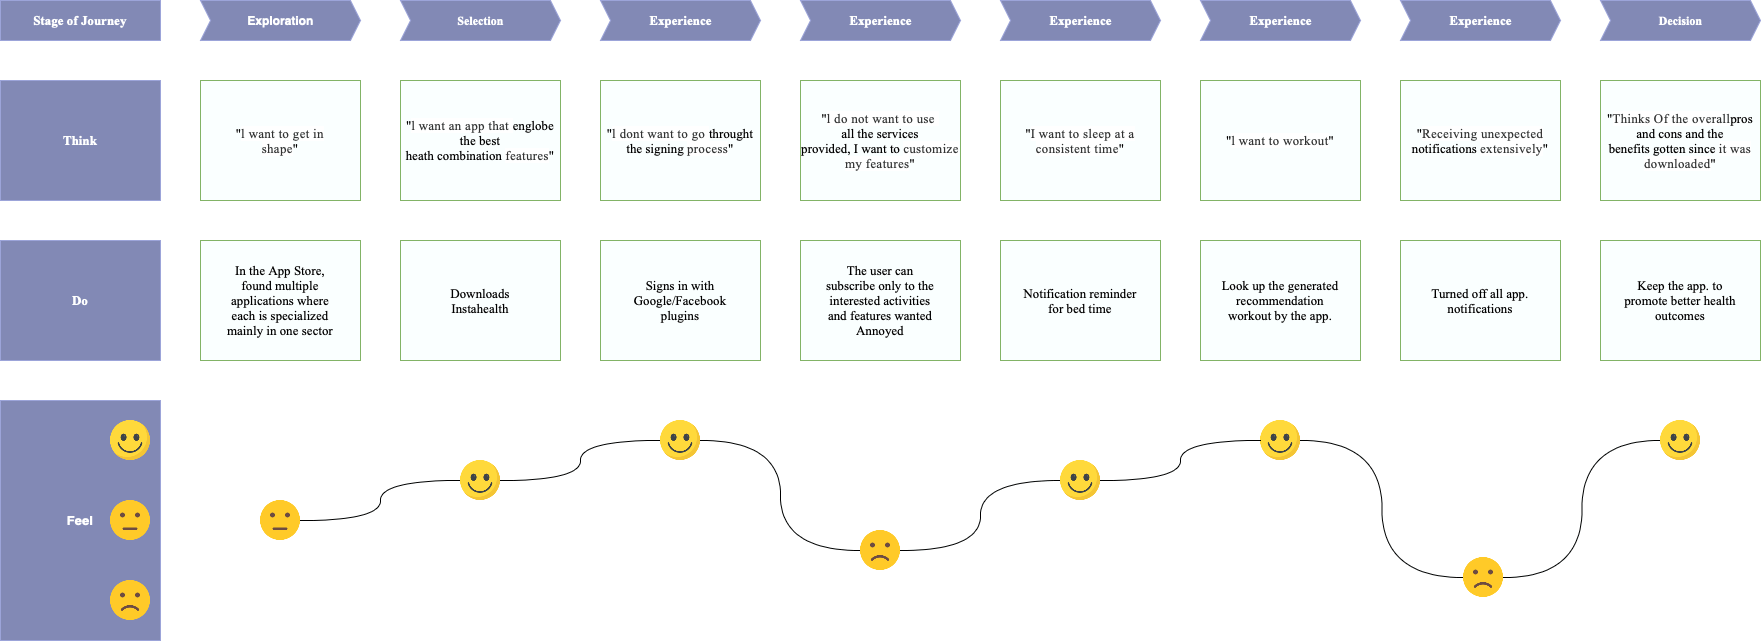 Stage of Journey
Exploration
Selection
Experience
Experience
Experience
Experience
Experience
Decision
Think
"I want to get in
shape"
"I want an app that englobe
the best
heath combination features"
"I dont want to go throught
the signing process"
"I do not want to use
all the services
provided, I want to customize
my features"
"I want to sleep at a
consistent time"
"I want to workout"
"Receiving unexpected
notifications extensively"
"Thinks Of the overallpros
and cons and the
benefits gotten since it was
downloaded"
Do
In the App Store,
found multiple
applications where
each is specialized
mainly in one sector
Downloads
Instahealth
Signs in with
Google/Facebook
plugins
The user can
subscribe only to the
interested activities
and features wanted
Annoyed
Notification reminder
for bed time
Look up the generated
recommendation
workout by the app.
Turned off all app.
notifications
Keep the app. to
promote better health
outcomes
Feel